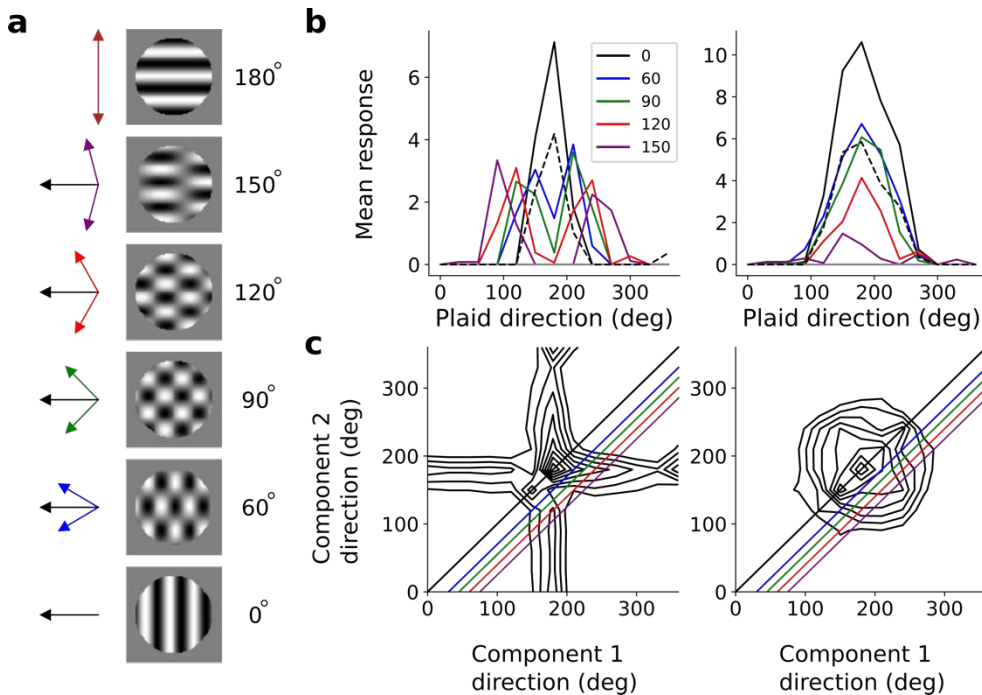 a
180°
150°
120°
90°
60°
0°
b
Mean response
6
4
2
0
0
60
90
120
150
0 100 200 300
Plaid direction (deg)
10
8
6
4
2
0
0 100 200 300
Plaid direction (deg)
c
Component 2
direction (deg)
300
200
100
0
0 100 200 300
Component 1
direction (deg)
300
200
100
0
0 100 200 300
Component 1
direction (deg)